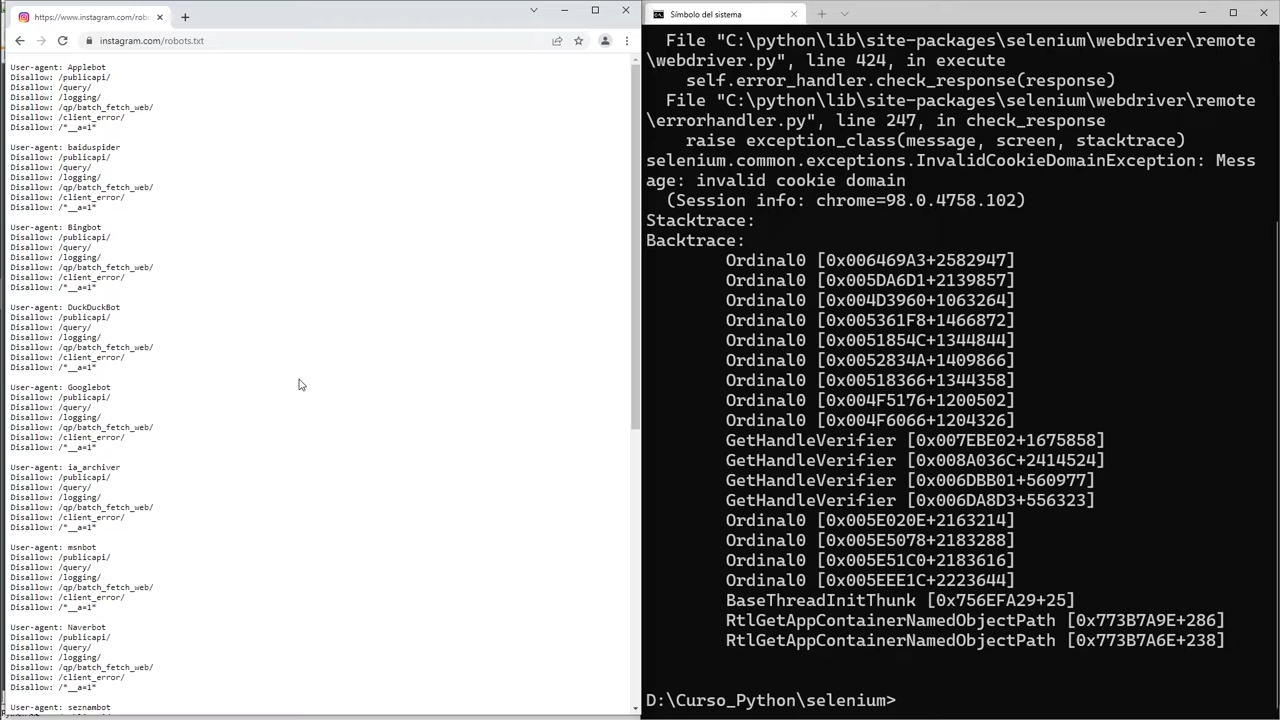 https://www.instagram.com/robo
instagram.com/robots.txt
User-agent: Applebot
Disallow: /publicapi/
Disallow: /query/
Disallow: /logging/
Disallow: /qp/batch_fetch_web/
Disallow: /client_error/
Disallow: /*__a=1*
User-agent: baiduspider
Disallow: /publicapi/
Disallow: /query/
Disallow: /logging/
Disallow: /qp/batch_fetch_web/
Disallow: /client_error/
Disallow: /*__a=1*
User-agent: Bingbot
Disallow: /publicapi/
Disallow: /query/
Disallow: /logging/
Disallow: /qp/batch_fetch_web/
Disallow: /client_error/
Disallow: /*__a=1*
User-agent: DuckDuckBot
Disallow: /publicapi/
Disallow: /query/
Disallow: /logging/
Disallow: /qp/batch_fetch_web/
Disallow: /client_error/
Disallow: /*__a=1*
User-agent: Googlebot
Disallow: /publicapi/
Disallow: /query/
Disallow: /logging/
Disallow: /qp/batch_fetch_web/
Disallow: /client_error/
Disallow: /*__a=1*
User-agent: ia_archiver
Disallow: /publicapi/
Disallow: /query/
Disallow: /logging/
Disallow: /qp/batch_fetch_web/
Disallow: /client_error/
Disallow: /*__a=1*
User-agent: msnbot
Disallow: /publicapi/
Disallow: /query/
Disallow: /logging/
Disallow: /qp/batch_fetch_web/
Disallow: /client_error/
Disallow: /*__a=1*
User-agent: Naverbot
Disallow: /publicapi/
Disallow: /query/
Disallow: /logging/
Disallow: /qp/batch_fetch_web/
Disallow: /client_error/
Disallow: /*__a=1*
User-agent: seznambot
Símbolo del sistema
File "C:\python\lib\site-packages\selenium\webdriver\remote
\webdriver.py", line 424, in execute
self.error_handler.check_response(response)
File "C:\python\lib\site-packages\selenium\webdriver\remote
\errorhandler.py", line 247, in check_response
raise exception_class(message, screen, stacktrace)
selenium.common.exceptions.InvalidCookieDomainException: Mess
age: invalid cookie domain
(Session info: chrome=98.0.4758.102)
Stacktrace:
Backtrace:
Ordinal0 [0x006469A3+2582947]
Ordinal0 [0x005DA6D1+2139857]
Ordinal0 [0x004D3960+1063264]
Ordinal0 [0x005361F8+1466872]
Ordinal0 [0x0051854C+1344844]
Ordinal0 [0x0052834A+1409866]
Ordinal0 [0x00518366+1344358]
Ordinal0 [0x004F5176+1200502]
Ordinal0 [0x004F6066+1204326]
GetHandleVerifier [0x007EBE02+1675858]
GetHandleVerifier [0x008A036C+2414524]
GetHandleVerifier [0x006DBB01+560977]
GetHandleVerifier [0x006DA8D3+556323]
Ordinal0 [0x005E020E+2163214]
Ordinal0 [0x005E5078+2183288]
Ordinal0 [0x005E51C0+2183616]
Ordinal0 [0x005EEE1C+2223644]
BaseThreadInitThunk [0x756EFA29+25]
RtlGetAppContainerNamedObjectPath [0x773B7A9E+286]
RtlGetAppContainerNamedObjectPath [0x773B7A6E+238]
D:\Curso_Python\selenium>